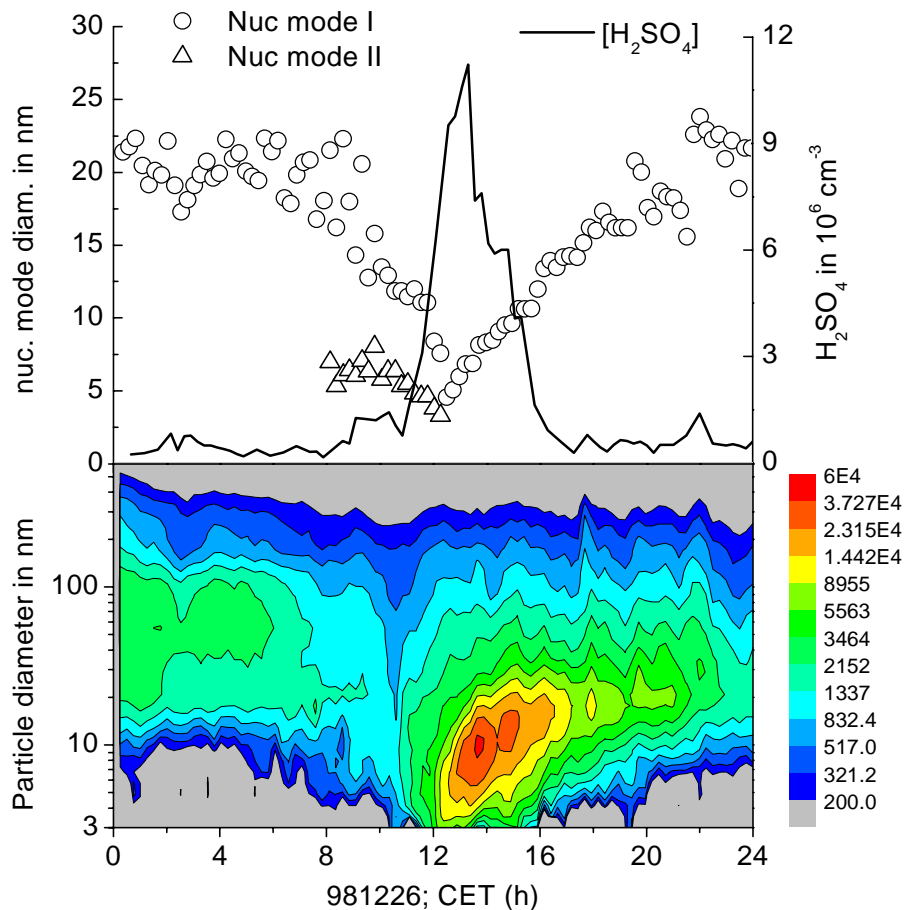 Nuc mode I
Nuc mode II
[H₂SO₄]
nuc. mode diam. in nm
30
25
20
15
10
5
0
H₂SO₄ in 10⁶ cm⁻³
12
9
6
3
0
Particle diameter in nm
100
10
3
0
4
8
12
16
20
24
981226; CET (h)
6E4
3.727E4
2.315E4
1.442E4
8955
5563
3464
2152
1337
832.4
517.0
321.2
200.0